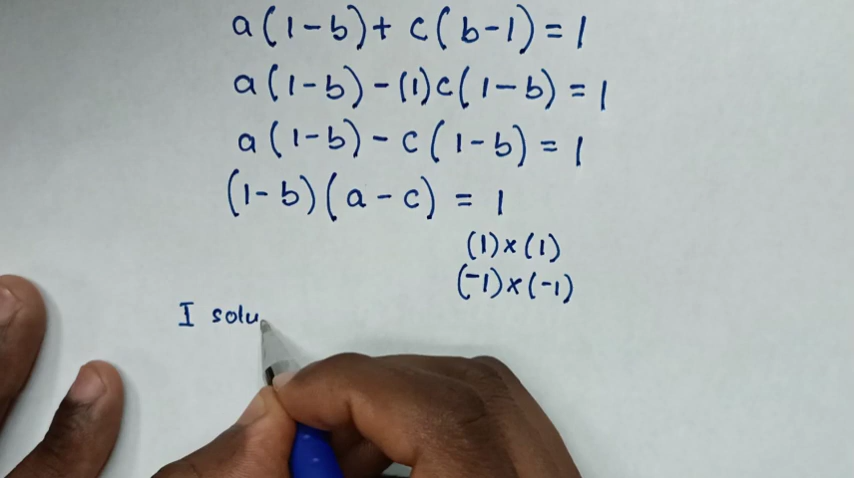 a(1-b)+ c(b-1)=1
a(1-b)-(1)c(1-b)=1
a(1-b)-c(1-b)=1
(1-b)(a-c)=1
(1)×(1)
(-1)×(-1)
I solu